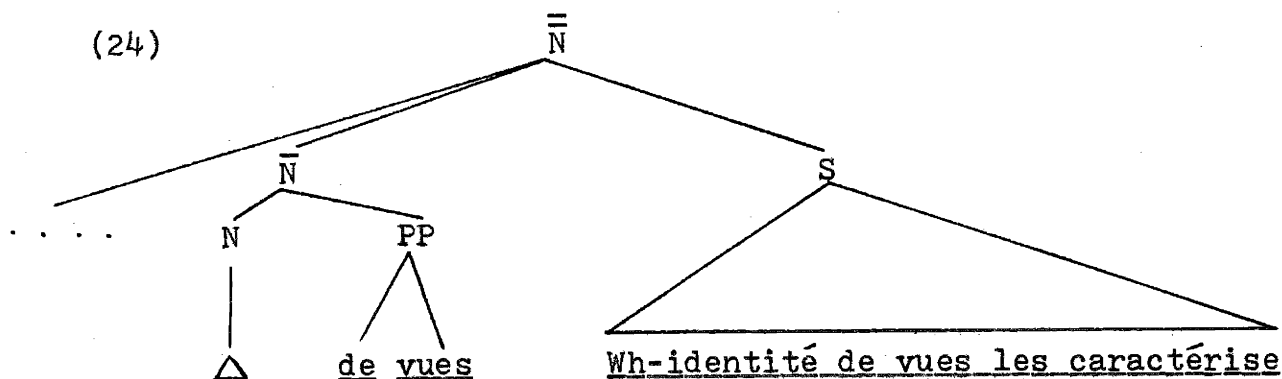 (24)
N̿
N̄
S
. . . . N PP
△ de vues Wh-identité de vues les caractérise